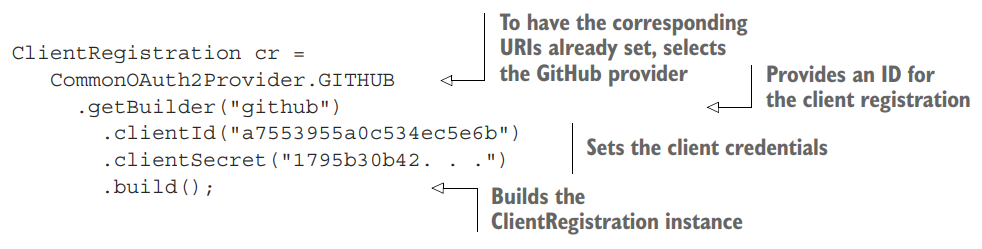 To have the corresponding
URIs already set, selects
the GitHub provider
ClientRegistration cr =
CommonOAuth2Provider.GITHUB
Provides an ID for
the client registration
.getBuilder("github")
.clientId("a7553955a0c534ec5e6b")
.clientSecret("1795b30b42. . .")
Sets the client credentials
.build();
Builds the
ClientRegistration instance